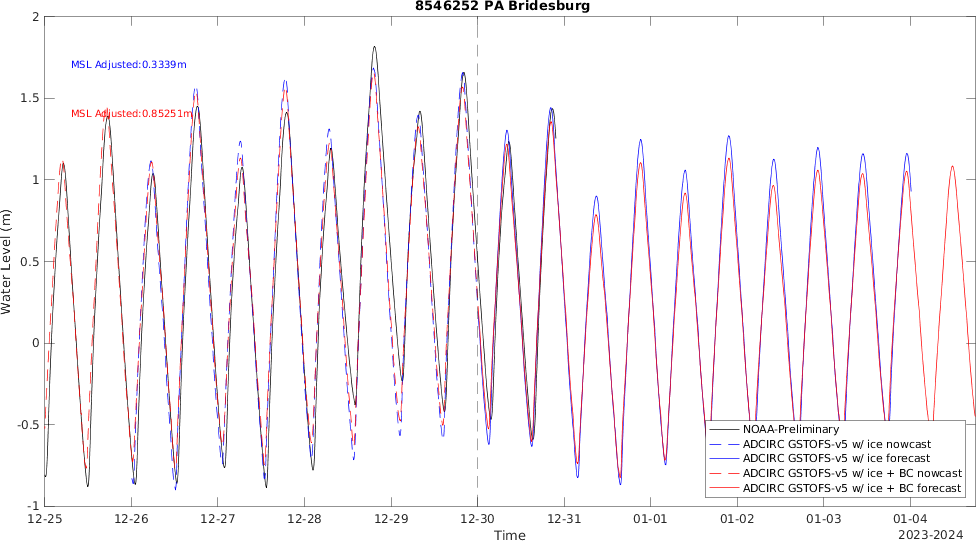 8546252 PA Bridesburg
2
1.5
1
0.5
0
-0.5
-1
Water Level (m)
MSL Adjusted:0.3339m
MSL Adjusted:0.85251m
NOAA-Preliminary
ADCIRC GSTOFS-v5 w/ ice nowcast
ADCIRC GSTOFS-v5 w/ ice forecast
ADCIRC GSTOFS-v5 w/ ice + BC nowcast
ADCIRC GSTOFS-v5 w/ ice + BC forecast
12-25 12-26 12-27 12-28 12-29 12-30 12-31 01-01 01-02 01-03 01-04
Time
2023-2024